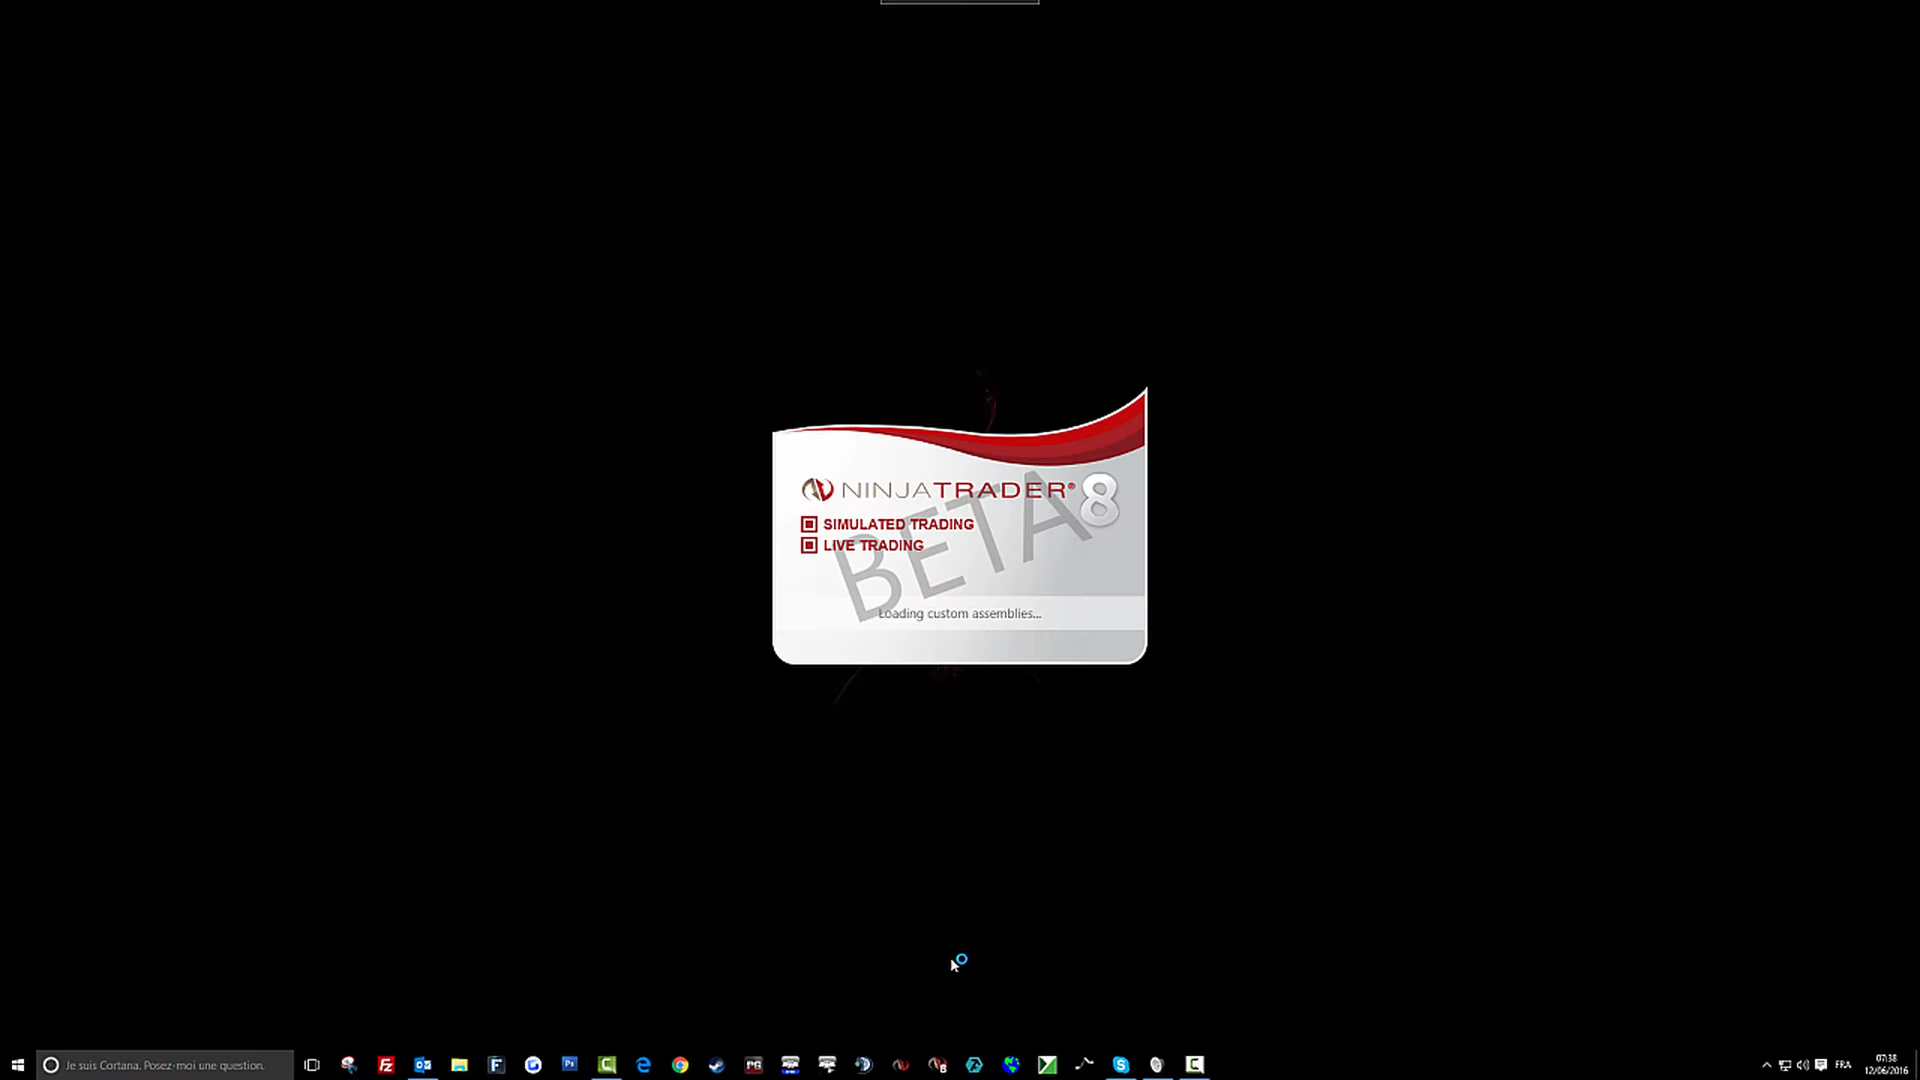 NINJATRADER® 8
SIMULATED TRADING
LIVE TRADING
BETA
Loading custom assemblies...
Je suis Cortana. Posez-moi une question.
FRA
07:38
12/06/2016